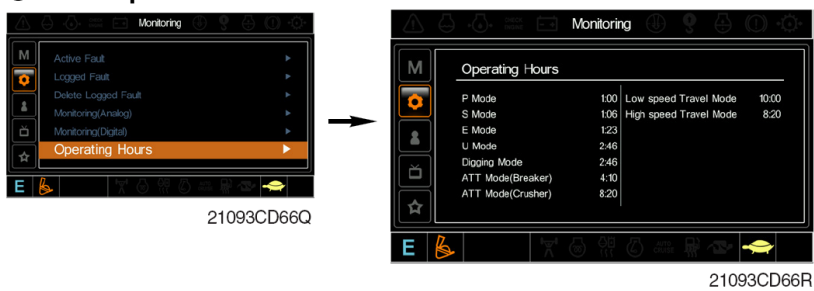 Monitoring
M
Active Fault
Logged Fault
Delete Logged Fault
Monitoring(Analog)
Monitoring(Digital)
Operating Hours
E
21093CD66Q
CHECK ENGINE
Monitoring
M
Operating Hours
P Mode 1:00 Low speed Travel Mode 10:00
S Mode 1:06 High speed Travel Mode 8:20
E Mode 1:23
U Mode 2:46
Digging Mode 2:46
ATT Mode(Breaker) 4:10
ATT Mode(Crusher) 8:20
E
21093CD66R